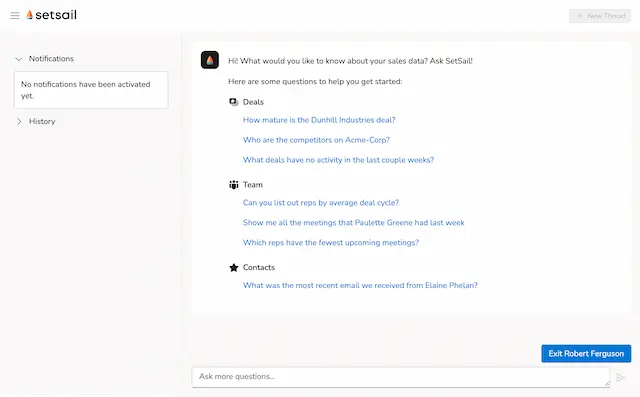 setsail
+ New Thread
Notifications
No notifications have been activated
yet.
History
Hi! What would you like to know about your sales data? Ask SetSail!
Here are some questions to help you get started:
Deals
How mature is the Dunhill Industries deal?
Who are the competitors on Acme-Corp?
What deals have no activity in the last couple weeks?
Team
Can you list out reps by average deal cycle?
Show me all the meetings that Paulette Greene had last week
Which reps have the fewest upcoming meetings?
Contacts
What was the most recent email we received from Elaine Phelan?
Exit Robert Ferguson
Ask more questions...